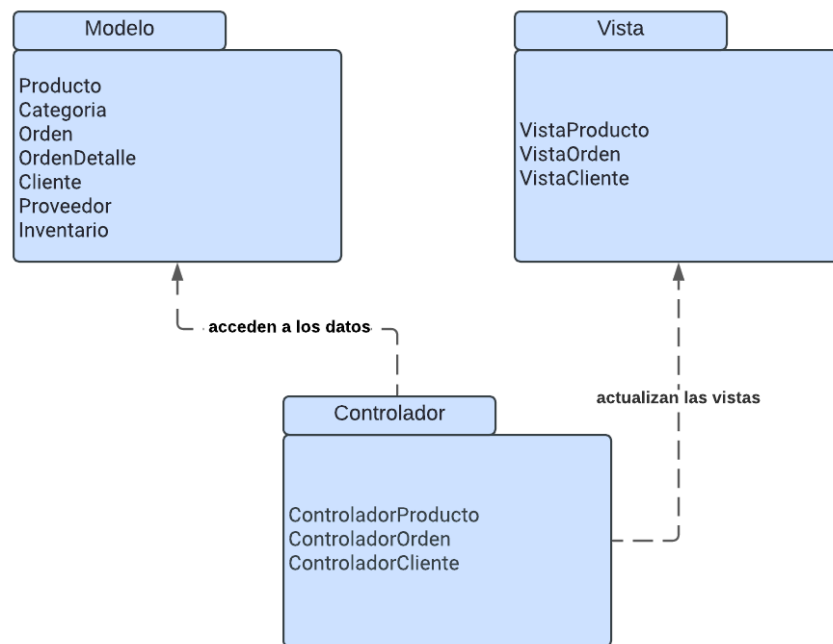 Modelo
Producto
Categoria
Orden
OrdenDetalle
Cliente
Proveedor
Inventario
Vista
VistaProducto
VistaOrden
VistaCliente
acceden a los datos
actualizan las vistas
Controlador
ControladorProducto
ControladorOrden
ControladorCliente